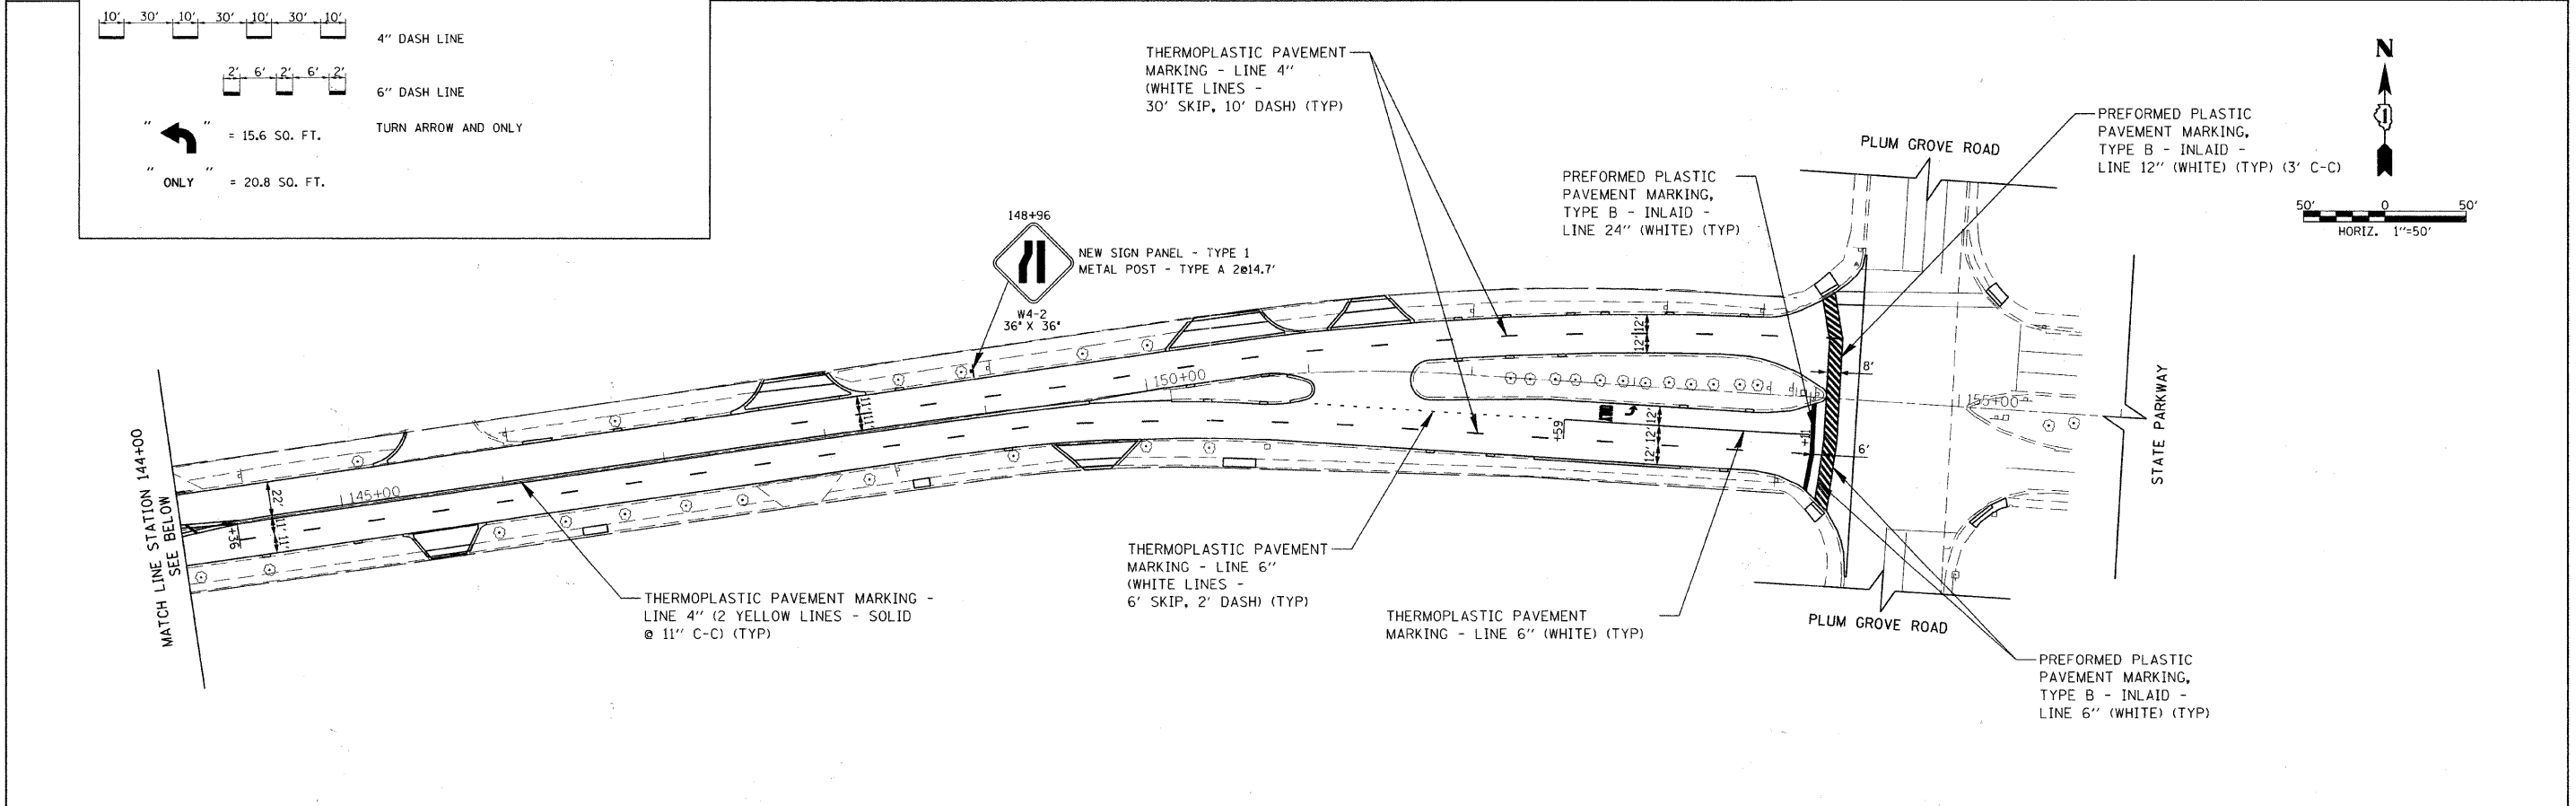 10' 30' 10' 30' 10' 30' 10'
4" DASH LINE
2' 6' 2' 6' 2'
6" DASH LINE
" " = 15.6 SQ. FT.
TURN ARROW AND ONLY
" ONLY " = 20.8 SQ. FT.
THERMOPLASTIC PAVEMENT
MARKING - LINE 4"
(WHITE LINES -
30' SKIP, 10' DASH) (TYP)
PREFORMED PLASTIC
PAVEMENT MARKING,
TYPE B - INLAID -
LINE 24" (WHITE) (TYP)
PLUM GROVE ROAD
PREFORMED PLASTIC
PAVEMENT MARKING,
TYPE B - INLAID -
LINE 12" (WHITE) (TYP) (3' C-C)
N
1
50' 0 50'
HORIZ. 1"=50'
148+96
NEW SIGN PANEL - TYPE 1
METAL POST - TYPE A 2@14.7'
W4-2
36" X 36"
MATCH LINE STATION 144+00
SEE BELOW
145+00
22'
11'
11'
+36
11'
11'
150+00
12'
12'
12'
12'
12'
+59
+11
8'
6'
155+00
STATE PARKWAY
THERMOPLASTIC PAVEMENT MARKING -
LINE 4" (2 YELLOW LINES - SOLID
@ 11" C-C) (TYP)
THERMOPLASTIC PAVEMENT
MARKING - LINE 6"
(WHITE LINES -
6' SKIP, 2' DASH) (TYP)
THERMOPLASTIC PAVEMENT
MARKING - LINE 6" (WHITE) (TYP)
PLUM GROVE ROAD
PREFORMED PLASTIC
PAVEMENT MARKING,
TYPE B - INLAID -
LINE 6" (WHITE) (TYP)